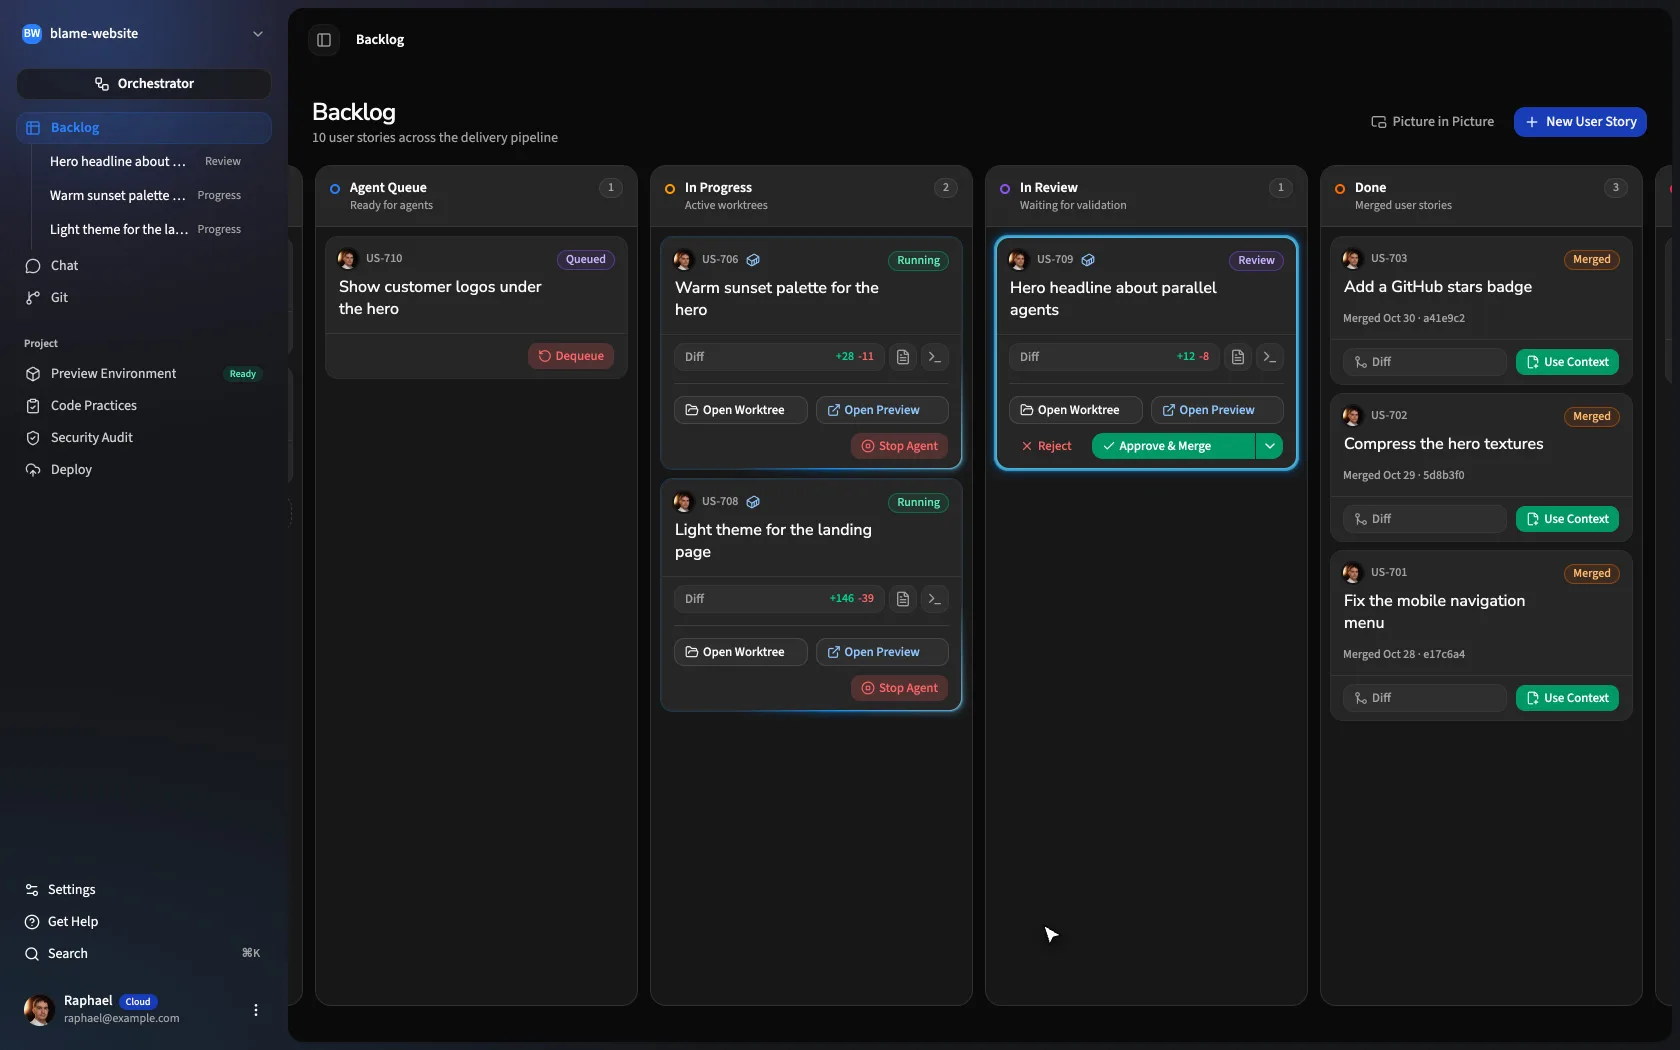 BW blame-website
Orchestrator
Backlog
Hero headline about ... Review
Warm sunset palette ... Progress
Light theme for the la... Progress
Chat
Git
Project
Preview Environment Ready
Code Practices
Security Audit
Deploy
Settings
Get Help
Search ⌘K
Raphael Cloud
raphael@example.com
Backlog
Backlog
10 user stories across the delivery pipeline
Picture in Picture
New User Story
Agent Queue 1
Ready for agents
US-710 Queued
Show customer logos under
the hero
Dequeue
In Progress 2
Active worktrees
US-706 Running
Warm sunset palette for the
hero
Diff +28 -11
Open Worktree Open Preview
Stop Agent
US-708 Running
Light theme for the landing
page
Diff +146 -39
Open Worktree Open Preview
Stop Agent
In Review 1
Waiting for validation
US-709 Review
Hero headline about parallel
agents
Diff +12 -8
Open Worktree Open Preview
Reject Approve & Merge
Done 3
Merged user stories
US-703 Merged
Add a GitHub stars badge
Merged Oct 30 · a41e9c2
Diff Use Context
US-702 Merged
Compress the hero textures
Merged Oct 29 · 5d8b3f0
Diff Use Context
US-701 Merged
Fix the mobile navigation
menu
Merged Oct 28 · e17c6a4
Diff Use Context